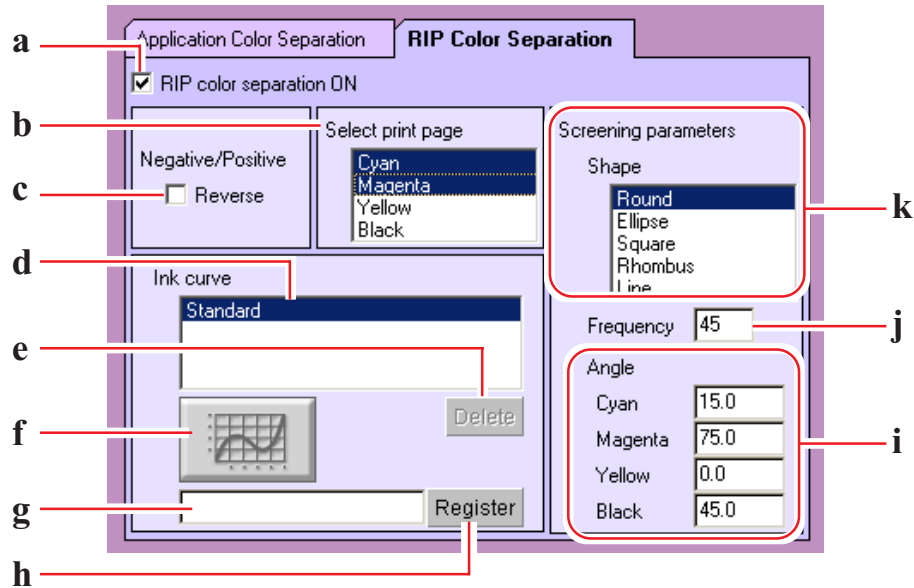 Application Color Separation
RIP Color Separation
a
RIP color separation ON
b
Select print page
Cyan
Magenta
Yellow
Black
Negative/Positive
c
Reverse
Screening parameters
Shape
Round
Ellipse
Square
Rhombus
Line
k
d
Ink curve
Standard
e
Delete
f
g
Register
h
Frequency 45
j
Angle
Cyan 15.0
Magenta 75.0
Yellow 0.0
Black 45.0
i